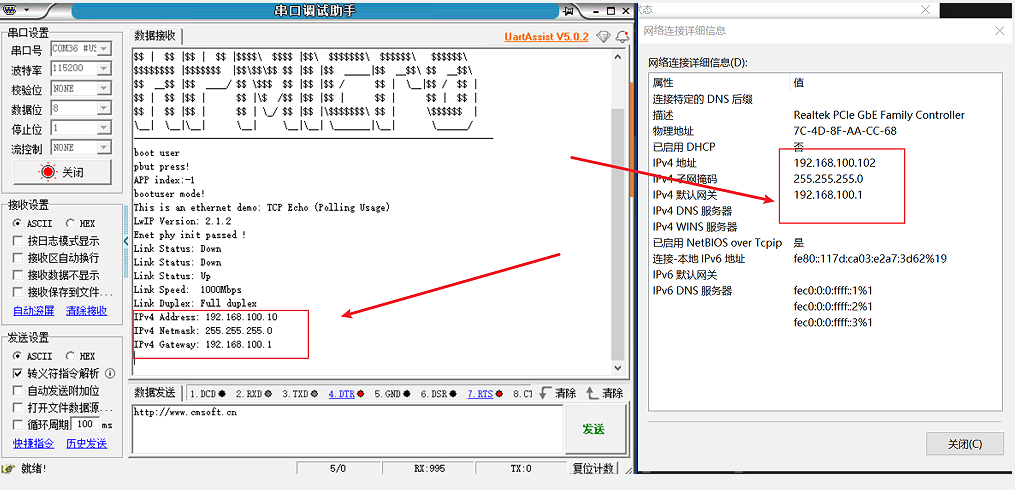 串口调试助手
串口设置
串口号 COM36 #US
波特率 115200
校验位 NONE
数据位 8
停止位 1
流控制 NONE
关闭
接收设置
ASCII HEX
按日志模式显示
接收区自动换行
接收数据不显示
接收保存到文件...
自动滚屏 清除接收
发送设置
ASCII HEX
转义符指令解析
自动发送附加位
打开文件数据源...
循环周期 100 ms
快捷指令 历史发送
就绪!
数据接收
UartAssist V5.0.2
$$ | $$ |$$ | $$ |$$$$\ $$$$ |$$\ $$$$$$$\ $$$$$$\ $$$$$$\
$$$$$$$$ |$$$$$$$ |$$\$$\$$ $$ |$$ | $$ _____|$$ __$$\ $$ __$$\
$$ __$$ |$$ ____/ $$ \$$$ $$ |$$ |$$ / $$ | \__|$$ / $$ |
$$ | $$ |$$ | $$ |\$ /$$ |$$ |$$ | $$ | $$ | $$ |
$$ | $$ |$$ | $$ | \_/ $$ |$$ |\$$$$$$$\ $$ | \$$$$$$ |
\__| \__|\__| \__| \__|\__| \_______|\__| \______/
boot user
pbut press!
APP index:-1
bootuser mode!
This is an ethernet demo: TCP Echo (Polling Usage)
LwIP Version: 2.1.2
Enet phy init passed !
Link Status: Down
Link Status: Down
Link Status: Up
Link Speed: 1000Mbps
Link Duplex: Full duplex
IPv4 Address: 192.168.100.10
IPv4 Netmask: 255.255.255.0
IPv4 Gateway: 192.168.100.1
数据发送 1.DCD 2.RXD 3.TXD 4.DTR 5.GND 6.DSR 7.RTS 8.CT 清除 清除
http://www.cmsoft.cn
发送
5/0 RX:995 TX:0 复位计数
状态
网络连接详细信息
网络连接详细信息(D):
属性 值
连接特定的 DNS 后缀
描述 Realtek PCIe GbE Family Controller
物理地址 7C-4D-8F-AA-CC-68
已启用 DHCP 否
IPv4 地址 192.168.100.102
IPv4 子网掩码 255.255.255.0
IPv4 默认网关 192.168.100.1
IPv4 DNS 服务器
IPv4 WINS 服务器
已启用 NetBIOS over Tcpip 是
连接-本地 IPv6 地址 fe80::117d:ca03:e2a7:3d62%19
IPv6 默认网关
IPv6 DNS 服务器 fec0:0:0:ffff::1%1
fec0:0:0:ffff::2%1
fec0:0:0:ffff::3%1
关闭(C)